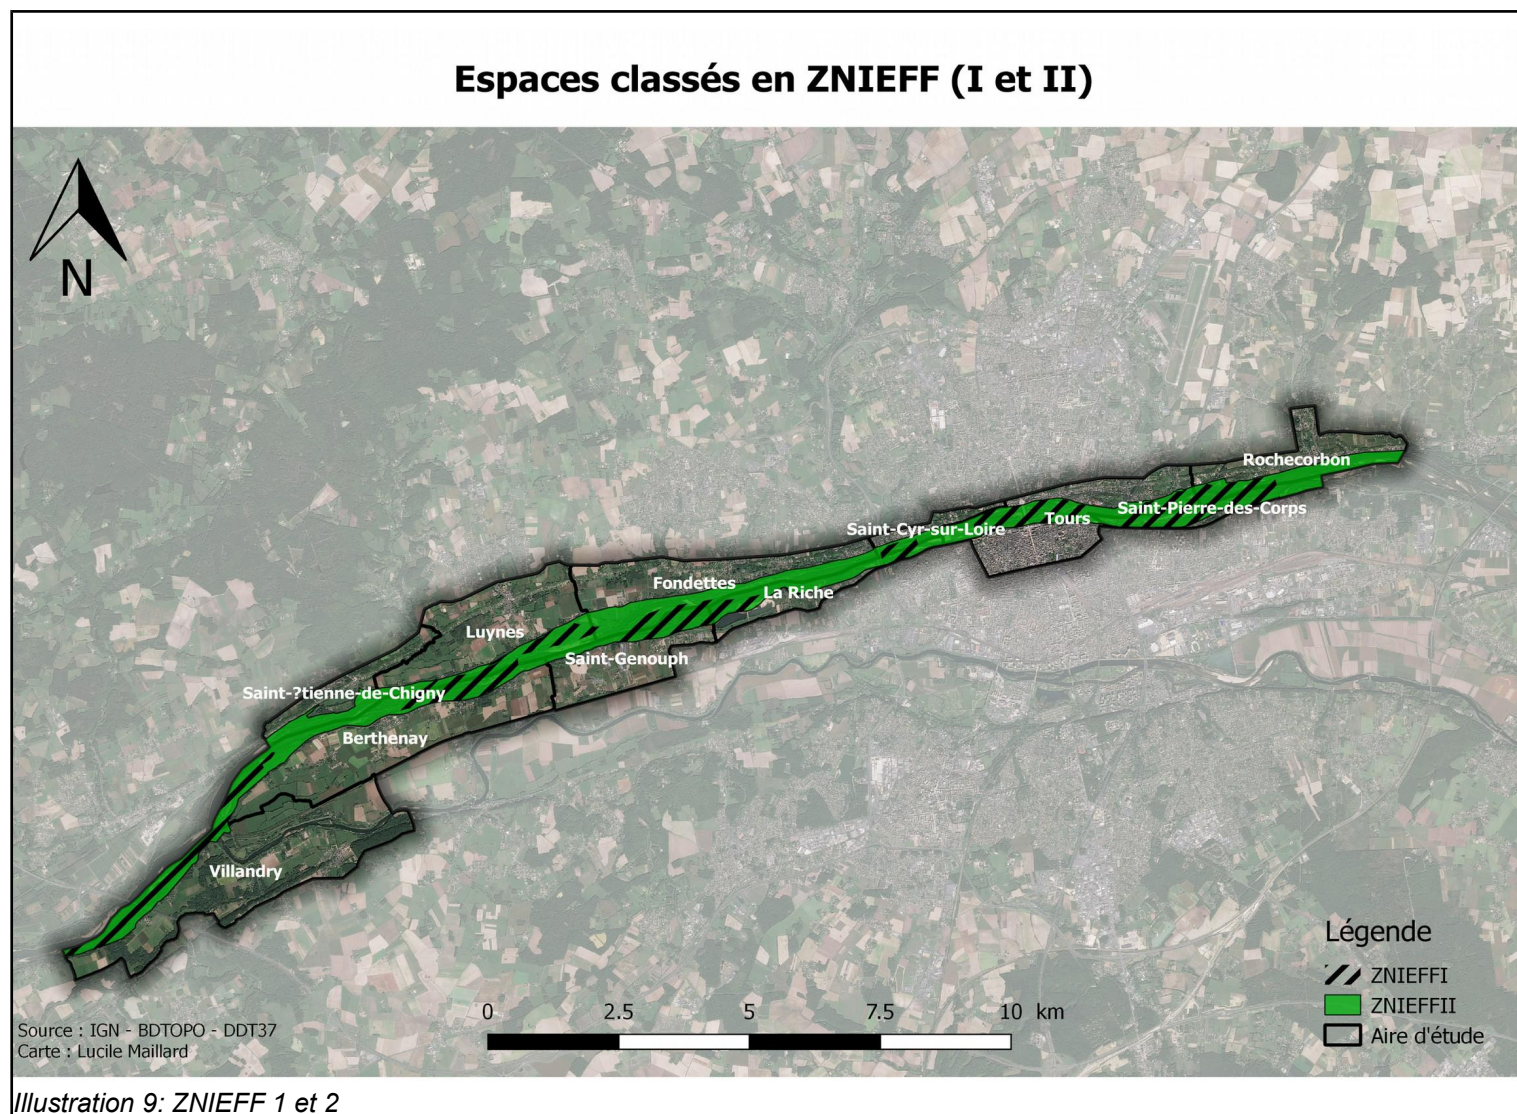 Espaces classés en ZNIEFF (I et II)
N
Rochecorbon
Saint-Pierre-des-Corps
Tours
Saint-Cyr-sur-Loire
Fondettes
La Riche
Luynes
Saint-Genouph
Saint-?tienne-de-Chigny
Berthenay
Villandry
Légende
ZNIEFFI
ZNIEFFII
Aire d'étude
0 2.5 5 7.5 10 km
Source : IGN - BDTOPO - DDT37
Carte : Lucile Maillard
Illustration 9: ZNIEFF 1 et 2